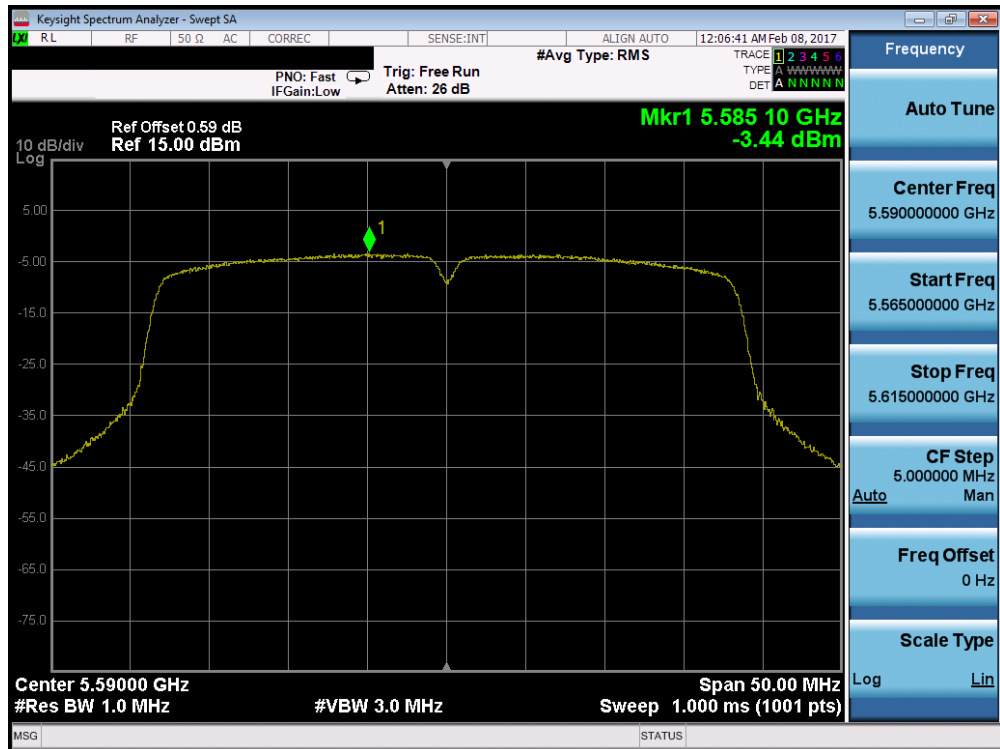 Keysight Spectrum Analyzer - Swept SA
LXI RL RF 50 Ω AC CORREC SENSE:INT ALIGN AUTO 12:06:41 AM Feb 08, 2017
#Avg Type: RMS
TRACE 1 2 3 4 5 6
TYPE A W W W W W
DET A N N N N N
PNO: Fast
IFGain:Low
Trig: Free Run
Atten: 26 dB
Mkr1 5.585 10 GHz
-3.44 dBm
Ref Offset 0.59 dB
Ref 15.00 dBm
10 dB/div
Log
1
5.00
-5.00
-15.0
-25.0
-35.0
-45.0
-55.0
-65.0
-75.0
Center 5.59000 GHz
Span 50.00 MHz
#Res BW 1.0 MHz
#VBW 3.0 MHz
Sweep 1.000 ms (1001 pts)
MSG
STATUS
Frequency
Auto Tune
Center Freq
5.590000000 GHz
Start Freq
5.565000000 GHz
Stop Freq
5.615000000 GHz
CF Step
5.000000 MHz
Auto Man
Freq Offset
0 Hz
Scale Type
Log Lin